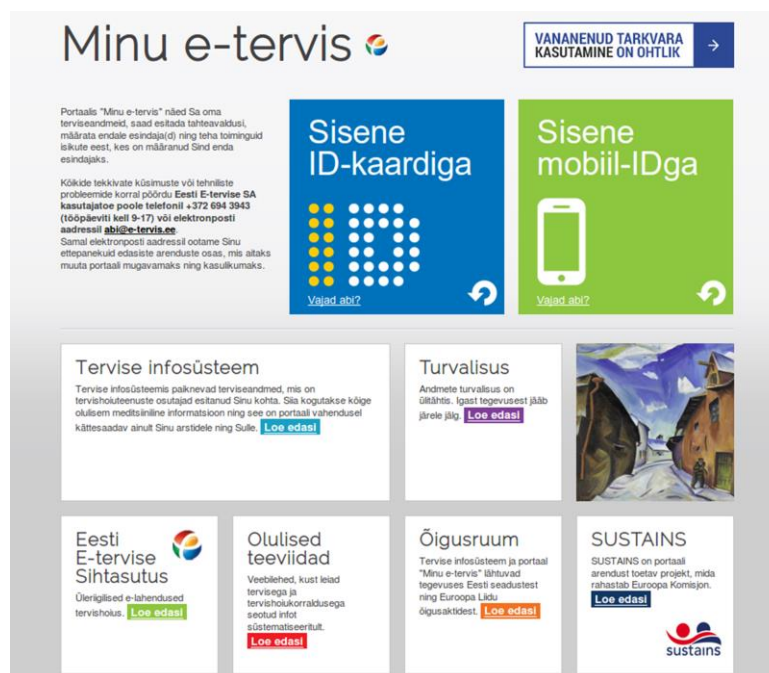 Minu e-tervis
VANANENUD TARKVARA
KASUTAMINE ON OHTLIK
Portaalis "Minu e-tervis" näed Sa oma
terviseandmeid, saad esitada tahteavaldusi,
määrata endale esindaja(d) ning teha toiminguid
isikute eest, kes on määranud Sind enda
esindajaks.
Kõikide tekkivate küsimuste või tehniliste
probleemide korral pöördu Eesti E-tervise SA
kasutajatoe poole telefonil +372 694 3943
(tööpäeviti kell 9-17) või elektronposti
aadressil abi@e-tervis.ee.
Samal elektronposti aadressil ootame Sinu
ettepanekuid edasiste arenduste osas, mis aitaks
muuta portaali mugavamaks ning kasulikumaks.
Sisene
ID-kaardiga
Vajad abi?
Sisene
mobiil-IDga
Vajad abi?
Tervise infosüsteem
Tervise infosüsteemis paiknevad terviseandmed, mis on
tervishoiuteenuste osutajad esitanud Sinu kohta. Siia kogutakse kõige
olulisem meditsiiniline informatsioon ning see on portaali vahendusel
kättesaadav ainult Sinu arstidele ning Sulle. Loe edasi
Turvalisus
Andmete turvalisus on
ülitähtis. Igast tegevusest jääb
järele jälg. Loe edasi
Eesti
E-tervise
Sihtasutus
Üleriigilised e-lahendused
tervishoius. Loe edasi
Olulised
teeviidad
Veebilehed, kust leiad
tervisega ja
tervishoiukorraldusega
seotud infot
süstematiseeritult.
Loe edasi
Õigusruum
Tervise infosüsteem ja portaal
"Minu e-tervis" lähtuvad
tegevuses Eesti seadustest
ning Euroopa Liidu
õigusaktidest. Loe edasi
SUSTAINS
SUSTAINS on portaali
arendust toetav projekt, mida
rahastab Euroopa Komisjon.
Loe edasi
sustains